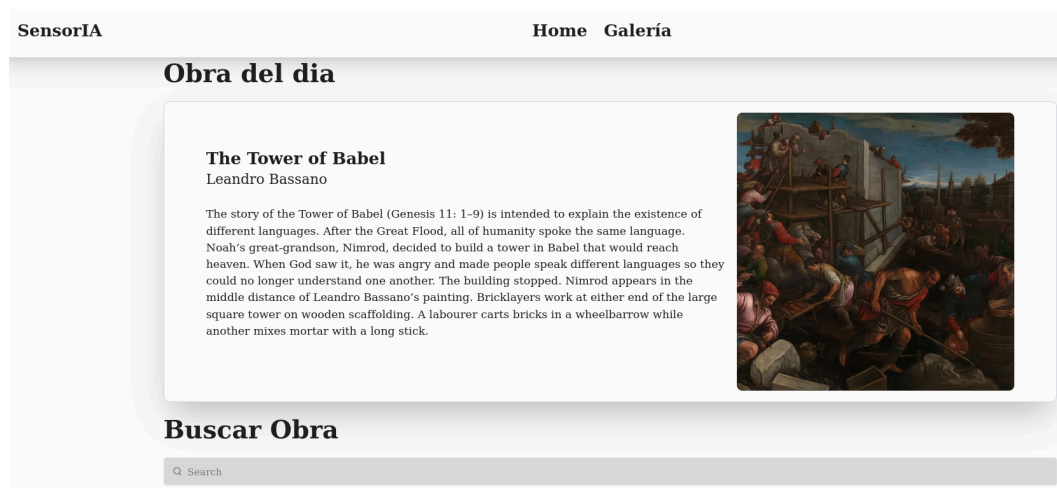 SensorIA
Home Galería
Obra del dia
The Tower of Babel
Leandro Bassano
The story of the Tower of Babel (Genesis 11: 1–9) is intended to explain the existence of
different languages. After the Great Flood, all of humanity spoke the same language.
Noah’s great-grandson, Nimrod, decided to build a tower in Babel that would reach
heaven. When God saw it, he was angry and made people speak different languages so they
could no longer understand one another. The building stopped. Nimrod appears in the
middle distance of Leandro Bassano’s painting. Bricklayers work at either end of the large
square tower on wooden scaffolding. A labourer carts bricks in a wheelbarrow while
another mixes mortar with a long stick.
Buscar Obra
Search